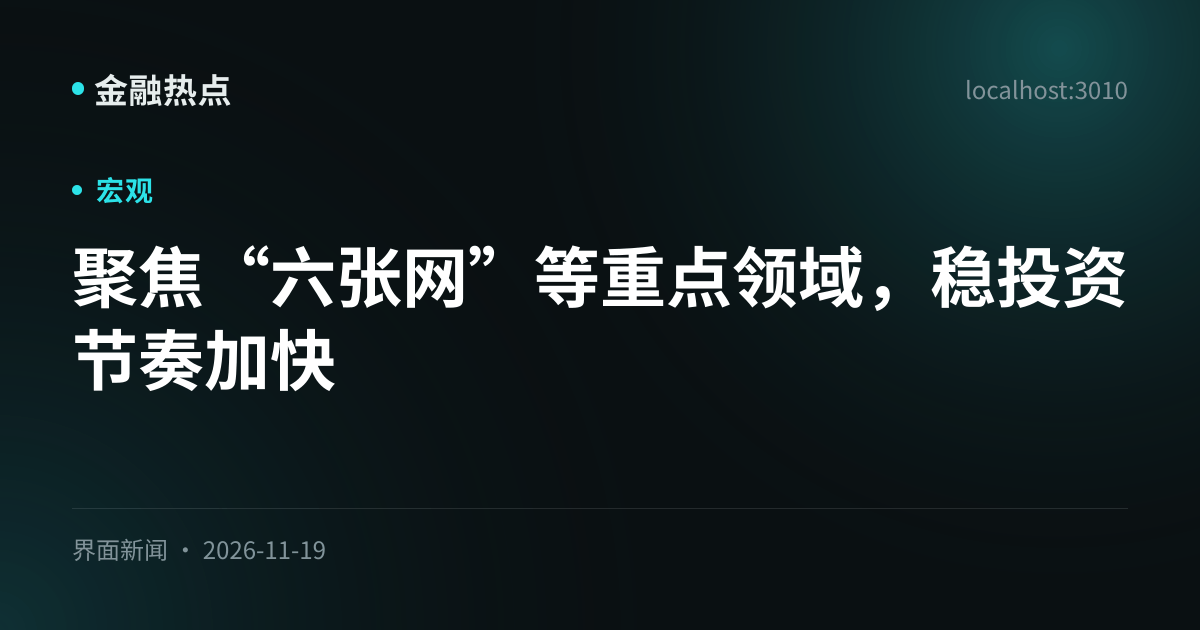 金融热点
localhost:3010
宏观
聚焦“六张网”等重点领域，稳投资
节奏加快
界面新闻 · 2026-11-19